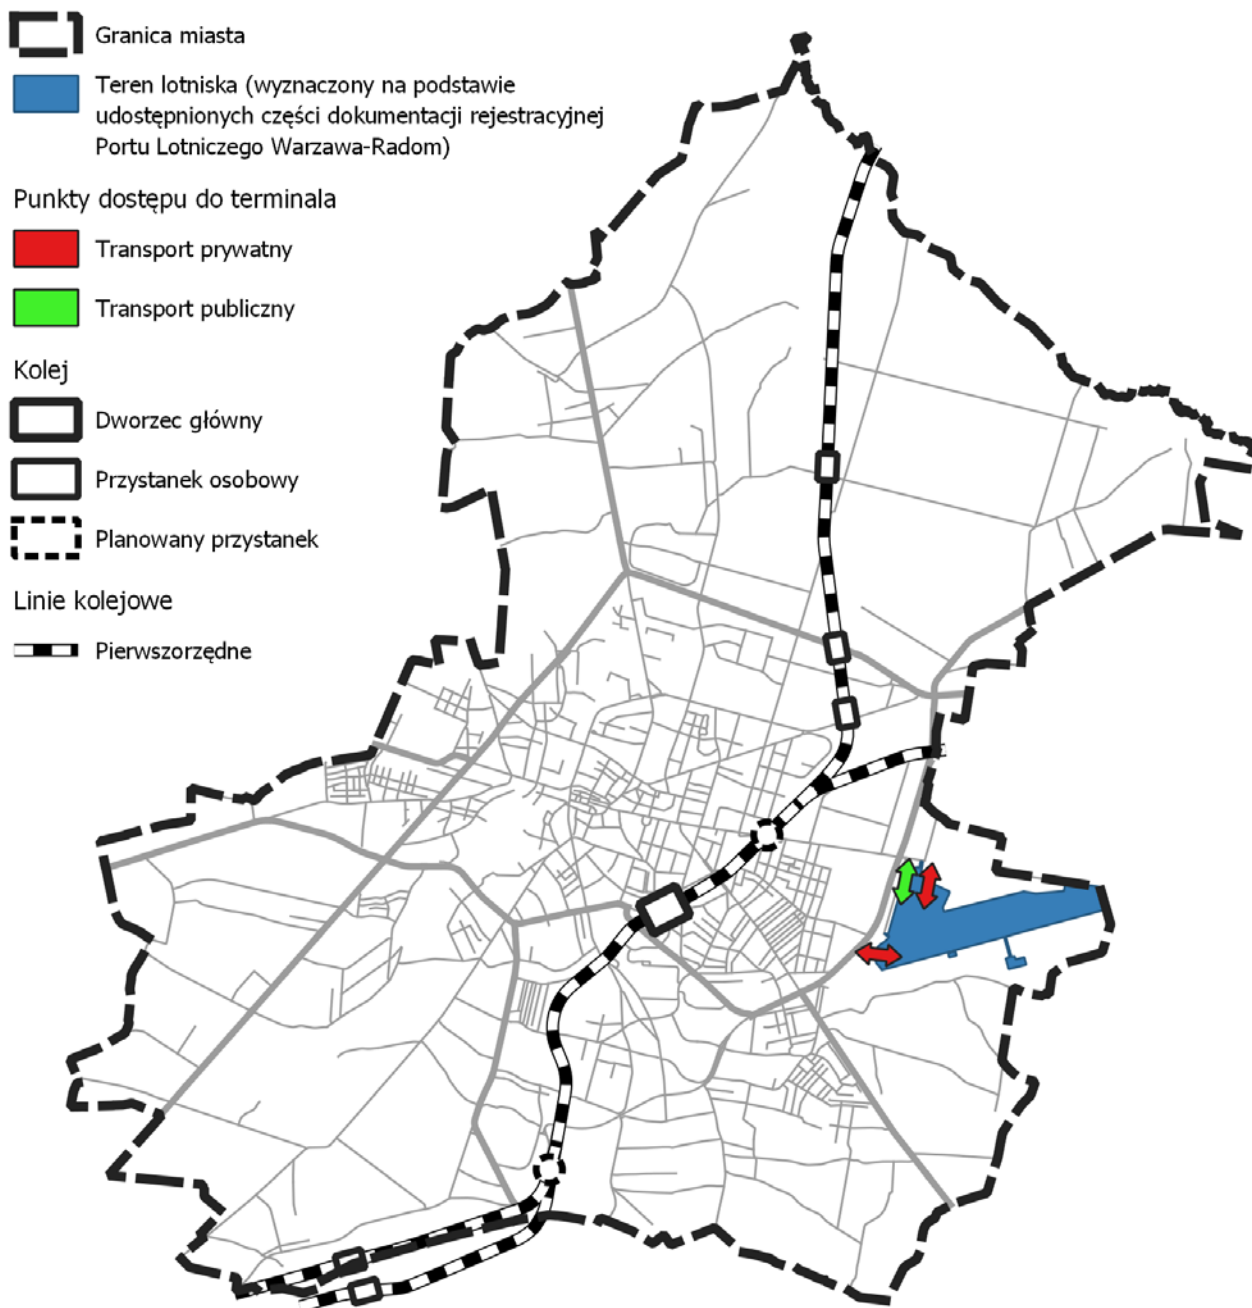 Granica miasta
Teren lotniska (wyznaczony na podstawie
udostępnionych części dokumentacji rejestracyjnej
Portu Lotniczego Warzawa-Radom)
Punkty dostępu do terminala
Transport prywatny
Transport publiczny
Kolej
Dworzec główny
Przystanek osobowy
Planowany przystanek
Linie kolejowe
Pierwszorzędne